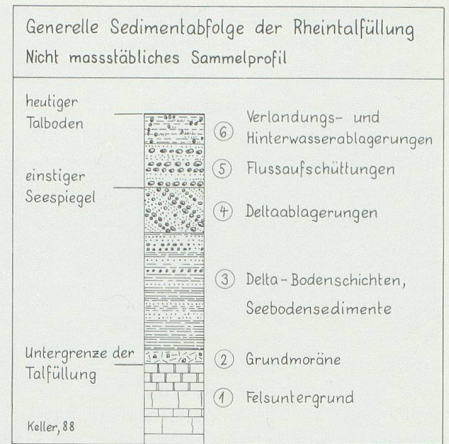 Generelle Sedimentabfolge der Rheintalfüllung
Nicht massstäbliches Sammelprofil
heutiger
Talboden
6 Verlandungs- und
Hinterwasserablagerungen
5 Flussaufschüttungen
einstiger
Seespiegel
4 Deltaablagerungen
3 Delta-Bodenschichten,
Seebodensedimente
Untergrenze der
Talfüllung
2 Grundmoräne
1 Felsuntergrund
Keller, 88